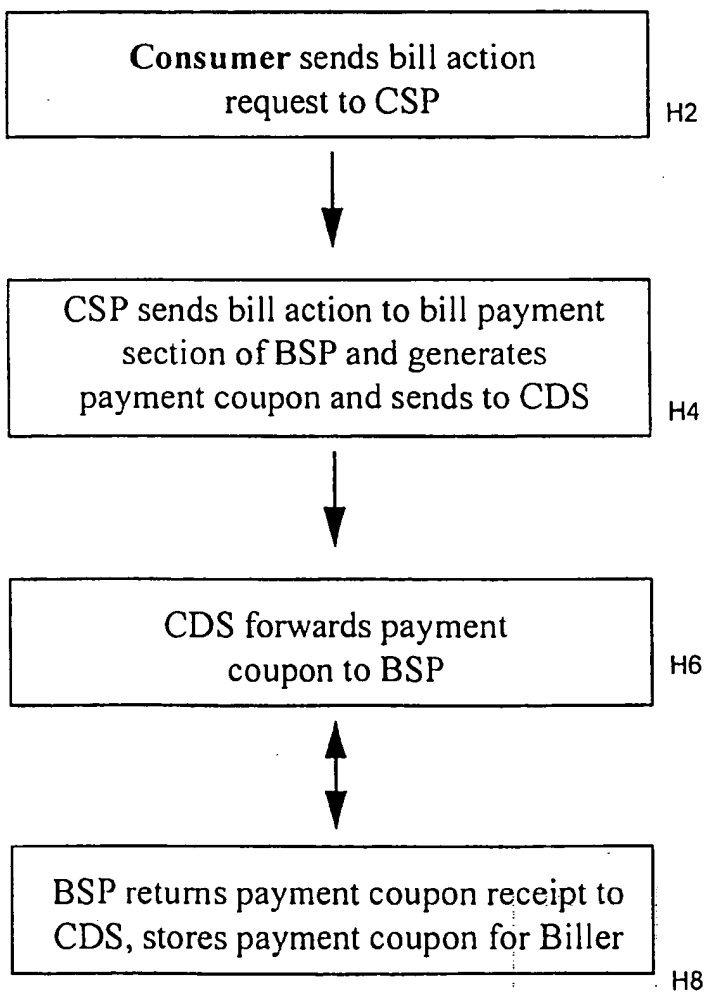 Consumer sends bill action
request to CSP
H2
CSP sends bill action to bill payment
section of BSP and generates
payment coupon and sends to CDS
H4
CDS forwards payment
coupon to BSP
H6
BSP returns payment coupon receipt to
CDS, stores payment coupon for Biller
H8